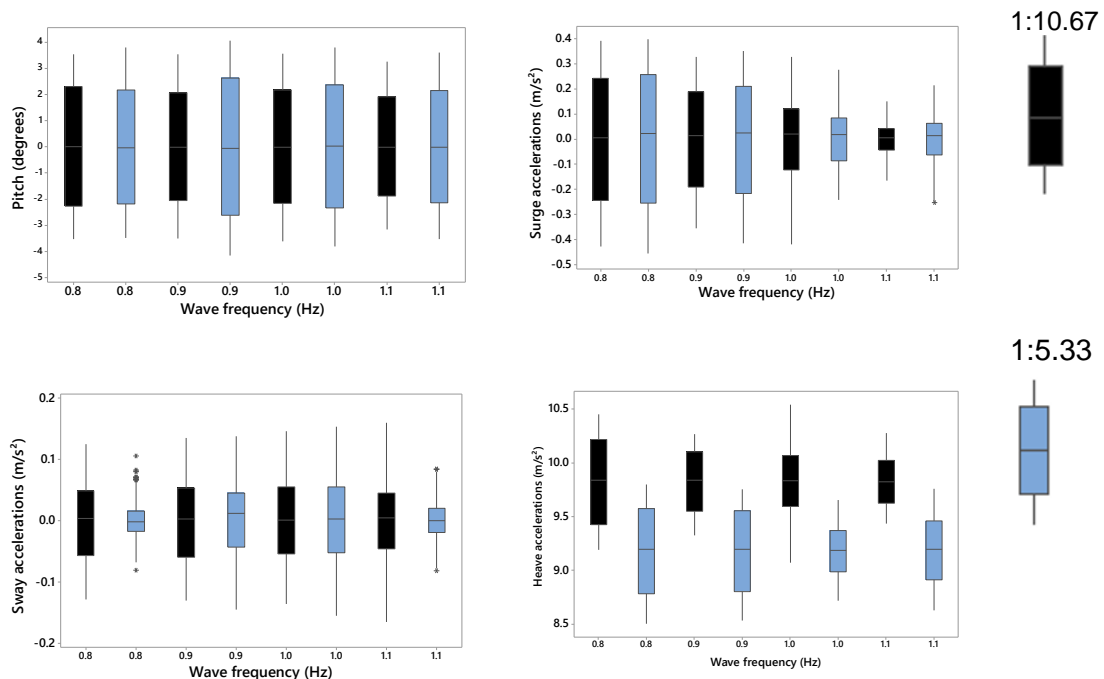 4
3
2
1
0
-1
-2
-3
-4
-5
Pitch (degrees)
0.8 0.8 0.9 0.9 1.0 1.0 1.1 1.1
Wave frequency (Hz)
0.4
0.3
0.2
0.1
0.0
-0.1
-0.2
-0.3
-0.4
-0.5
Surge accelerations (m/s²)
0.8 0.8 0.9 0.9 1.0 1.0 1.1 1.1
Wave frequency (Hz)
1:10.67
0.2
0.1
0.0
-0.1
-0.2
Sway accelerations (m/s²)
0.8 0.8 0.9 0.9 1.0 1.0 1.1 1.1
Wave frequency (Hz)
10.5
10.0
9.5
9.0
8.5
Heave accelerations (m/s²)
0.8 0.8 0.9 0.9 1.0 1.0 1.1 1.1
Wave frequency (Hz)
1:5.33